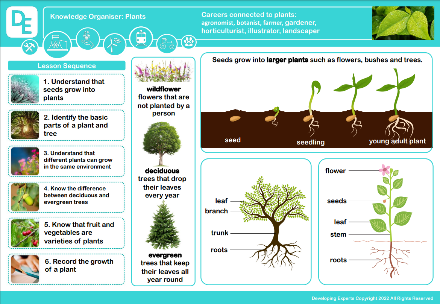 DE
Knowledge Organiser: Plants
Careers connected to plants:
agronomist, botanist, farmer, gardener,
horticulturist, illustrator, landscaper
Lesson Sequence
1. Understand that
seeds grow into
plants
2. Identify the basic
parts of a plant and
tree
3. Understand that
different plants can grow
in the same environment
4. Know the difference
between deciduous and
evergreen trees
5. Know that fruit and
vegetables are
varieties of plants
6. Record the growth
of a plant
wildflower
flowers that are
not planted by a
person
deciduous
trees that drop
their leaves
every year
evergreen
trees that keep
their leaves all
year round
Seeds grow into larger plants such as flowers, bushes and trees.
seed
seedling
young adult plant
leaf
branch
trunk
roots
flower
seeds
leaf
stem
roots
Developing Experts Copyright 2022 All Rights Reserved